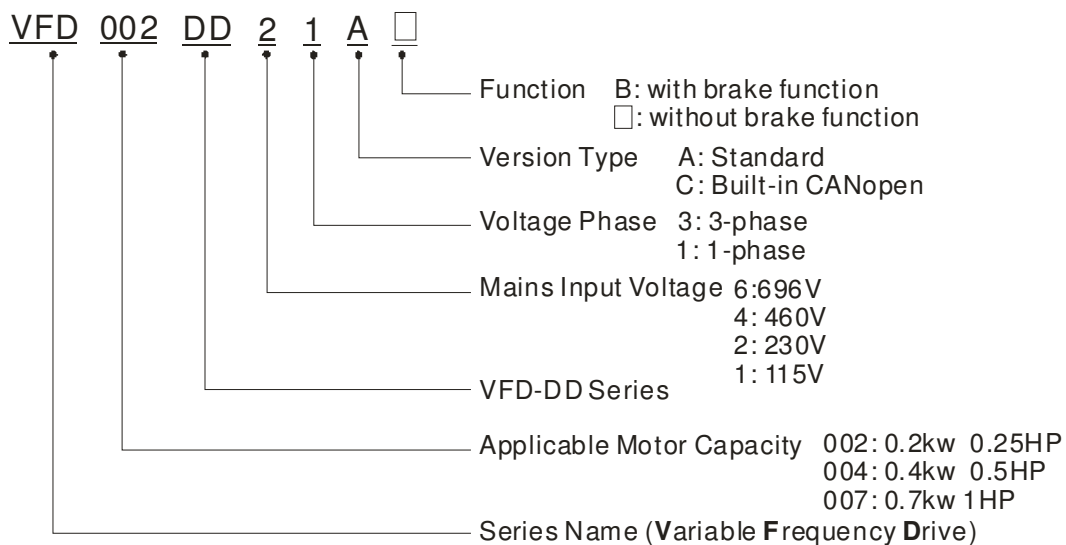 VFD 002 DD 2 1 A □
Function B: with brake function
□: without brake function
Version Type A: Standard
C: Built-in CANopen
Voltage Phase 3: 3-phase
1: 1-phase
Mains Input Voltage 6:696V
4: 460V
2: 230V
1: 115V
VFD-DD Series
Applicable Motor Capacity 002: 0.2kw 0.25HP
004: 0.4kw 0.5HP
007: 0.7kw 1HP
Series Name (Variable Frequency Drive)